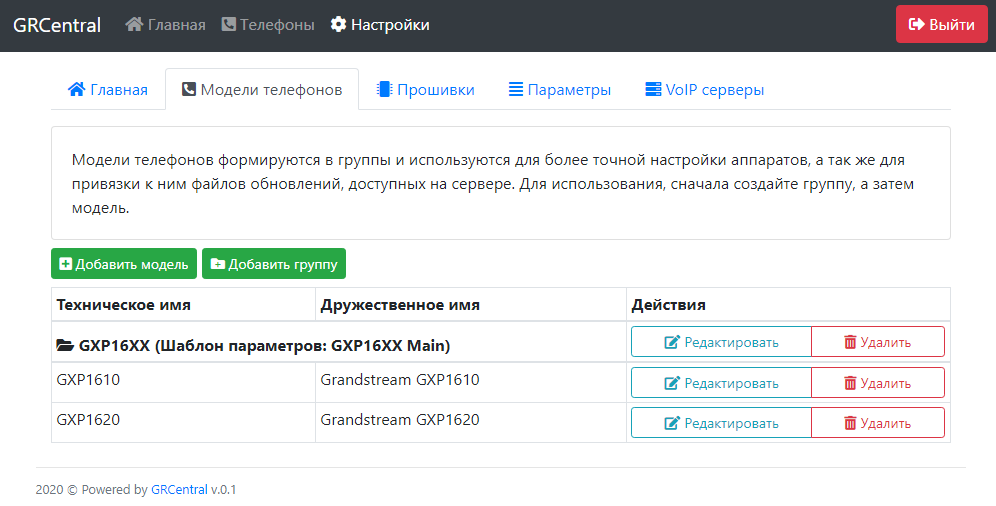 GRCentral Главная Телефоны Настройки Выйти
Главная Модели телефонов Прошивки Параметры VoIP серверы
Модели телефонов формируются в группы и используются для более точной настройки аппаратов, а так же для
привязки к ним файлов обновлений, доступных на сервере. Для использования, сначала создайте группу, а затем
модель.
Добавить модель Добавить группу
Техническое имя Дружественное имя Действия
GXP16XX (Шаблон параметров: GXP16XX Main) Редактировать Удалить
GXP1610 Grandstream GXP1610 Редактировать Удалить
GXP1620 Grandstream GXP1620 Редактировать Удалить
2020 © Powered by GRCentral v.0.1